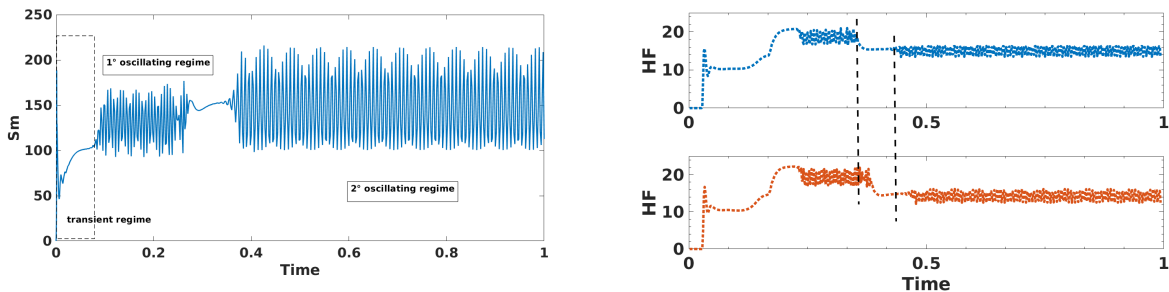 250
200
150
100
50
0
Sm
1° oscillating regime
2° oscillating regime
transient regime
0 0.2 0.4 0.6 0.8 1
Time
20
10
0
HF
0 0.5 1
20
10
0
HF
0 0.5 1
Time